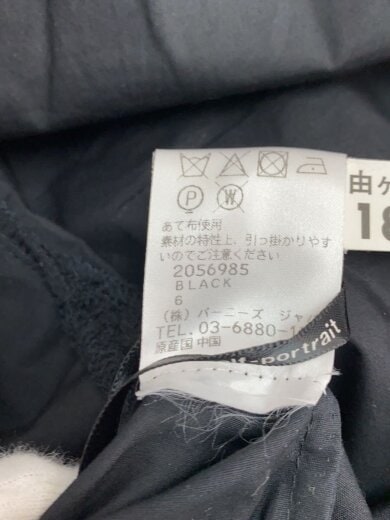 P W
あて布使用
素材の特性上、引っ掛かりやす
いのでご注意ください
2056985
BLACK
6
(株) バーニーズ ジャ
TEL. 03-6880-1
原産国 中国
portrait
由ヶ
18